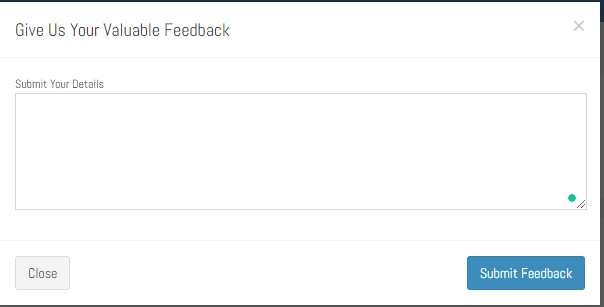 Give Us Your Valuable Feedback
Submit Your Details
Close
Submit Feedback